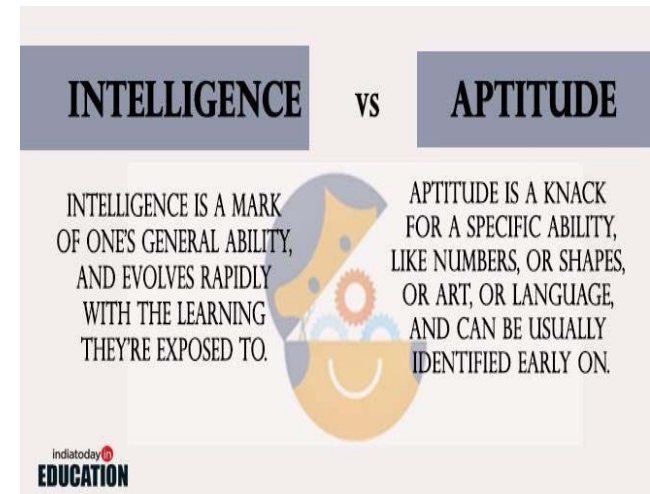 INTELLIGENCE vs APTITUDE
INTELLIGENCE IS A MARK
OF ONE'S GENERAL ABILITY,
AND EVOLVES RAPIDLY
WITH THE LEARNING
THEY'RE EXPOSED TO.
APTITUDE IS A KNACK
FOR A SPECIFIC ABILITY,
LIKE NUMBERS, OR SHAPES,
OR ART, OR LANGUAGE,
AND CAN BE USUALLY
IDENTIFIED EARLY ON.
indiatoday in
EDUCATION